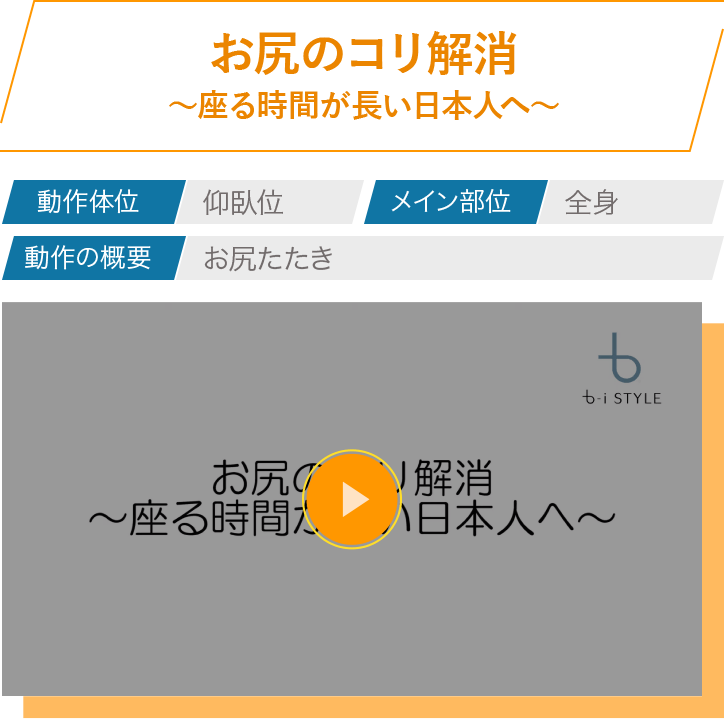 お尻のコリ解消
〜座る時間が長い日本人へ〜
動作体位 仰臥位 メイン部位 全身
動作の概要 お尻たたき
b-i STYLE
お尻の リ解消
〜座る時間 い日本人へ〜